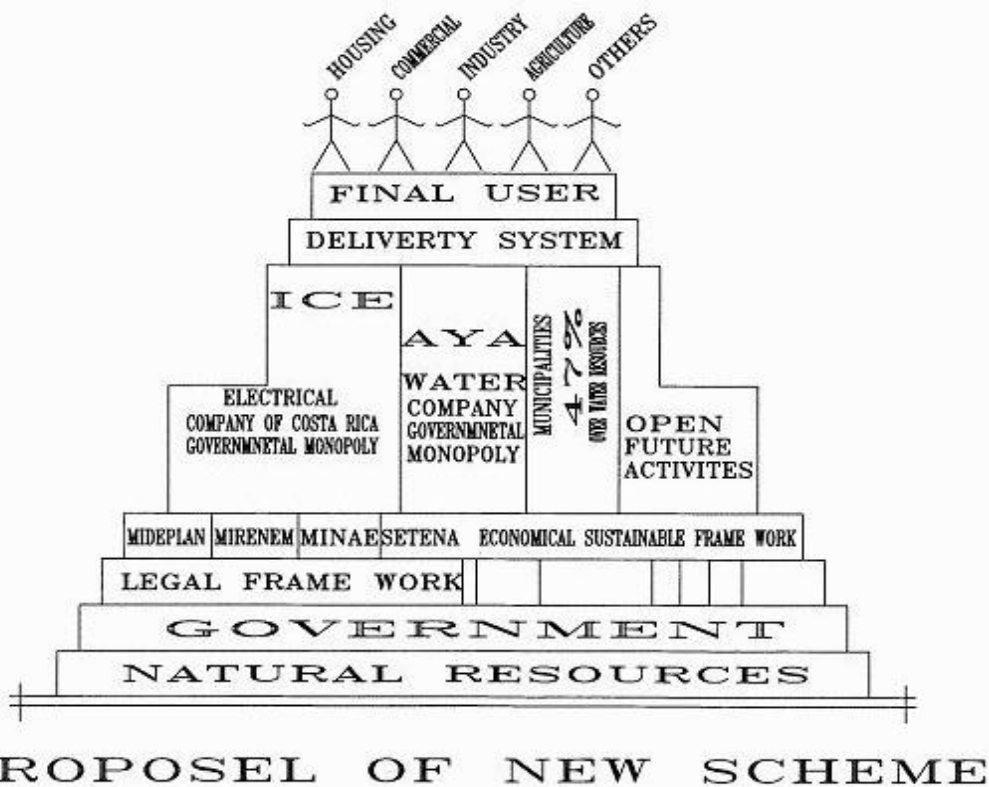 HOUSING
COMMERCIAL
INDUSTRY
AGRICULTURE
OTHERS
FINAL USER
DELIVERTY SYSTEM
ICE
ELECTRICAL
COMPANY OF COSTA RICA
GOVERNMNETAL MONOPOLY
AYA
WATER
COMPANY
GOVERNMNETAL
MONOPOLY
MUNICIPALITIES
47%
OVER WATER RESOURCES
OPEN
FUTURE
ACTIVITES
MIDEPLAN MIRENEM MINAE SETENA ECONOMICAL SUSTAINABLE FRAME WORK
LEGAL FRAME WORK
GOVERNMENT
NATURAL RESOURCES
ROPOSEL OF NEW SCHEME